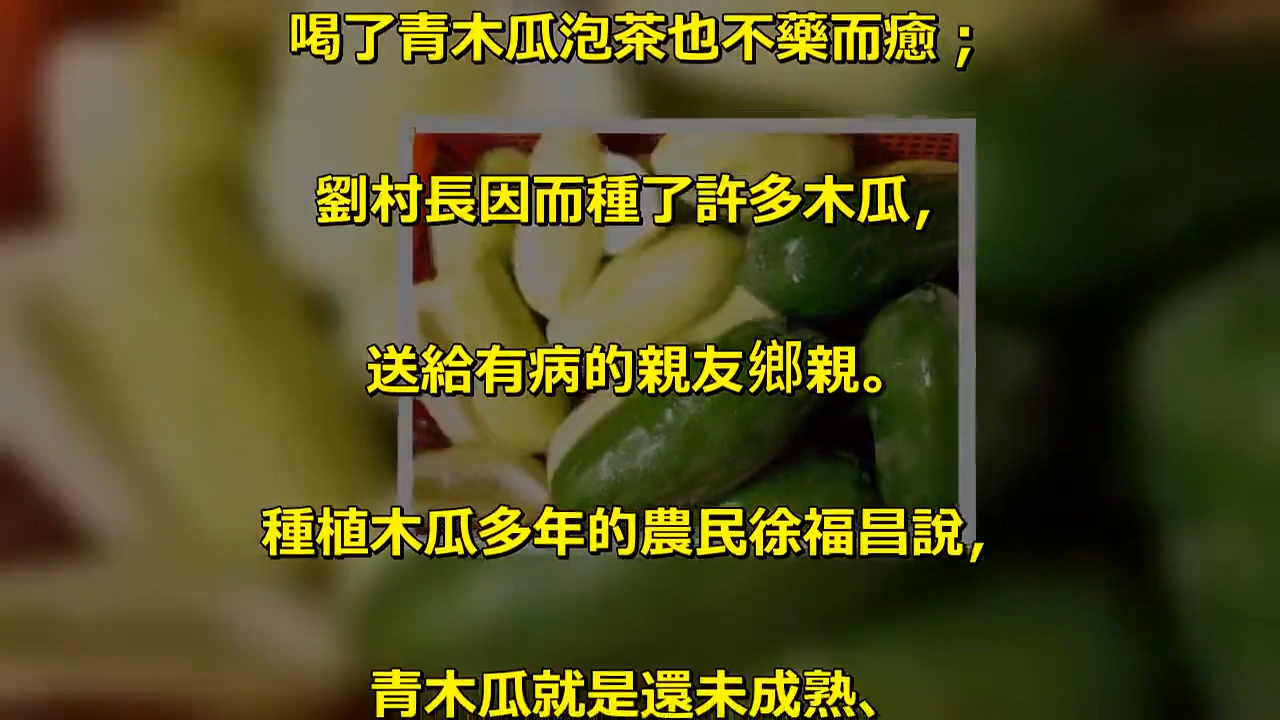 喝了青木瓜泡茶也不藥而癒；
劉村長因而種了許多木瓜，
送給有病的親友鄉親。
種植木瓜多年的農民徐福昌說，
青木瓜就是還未成熟、